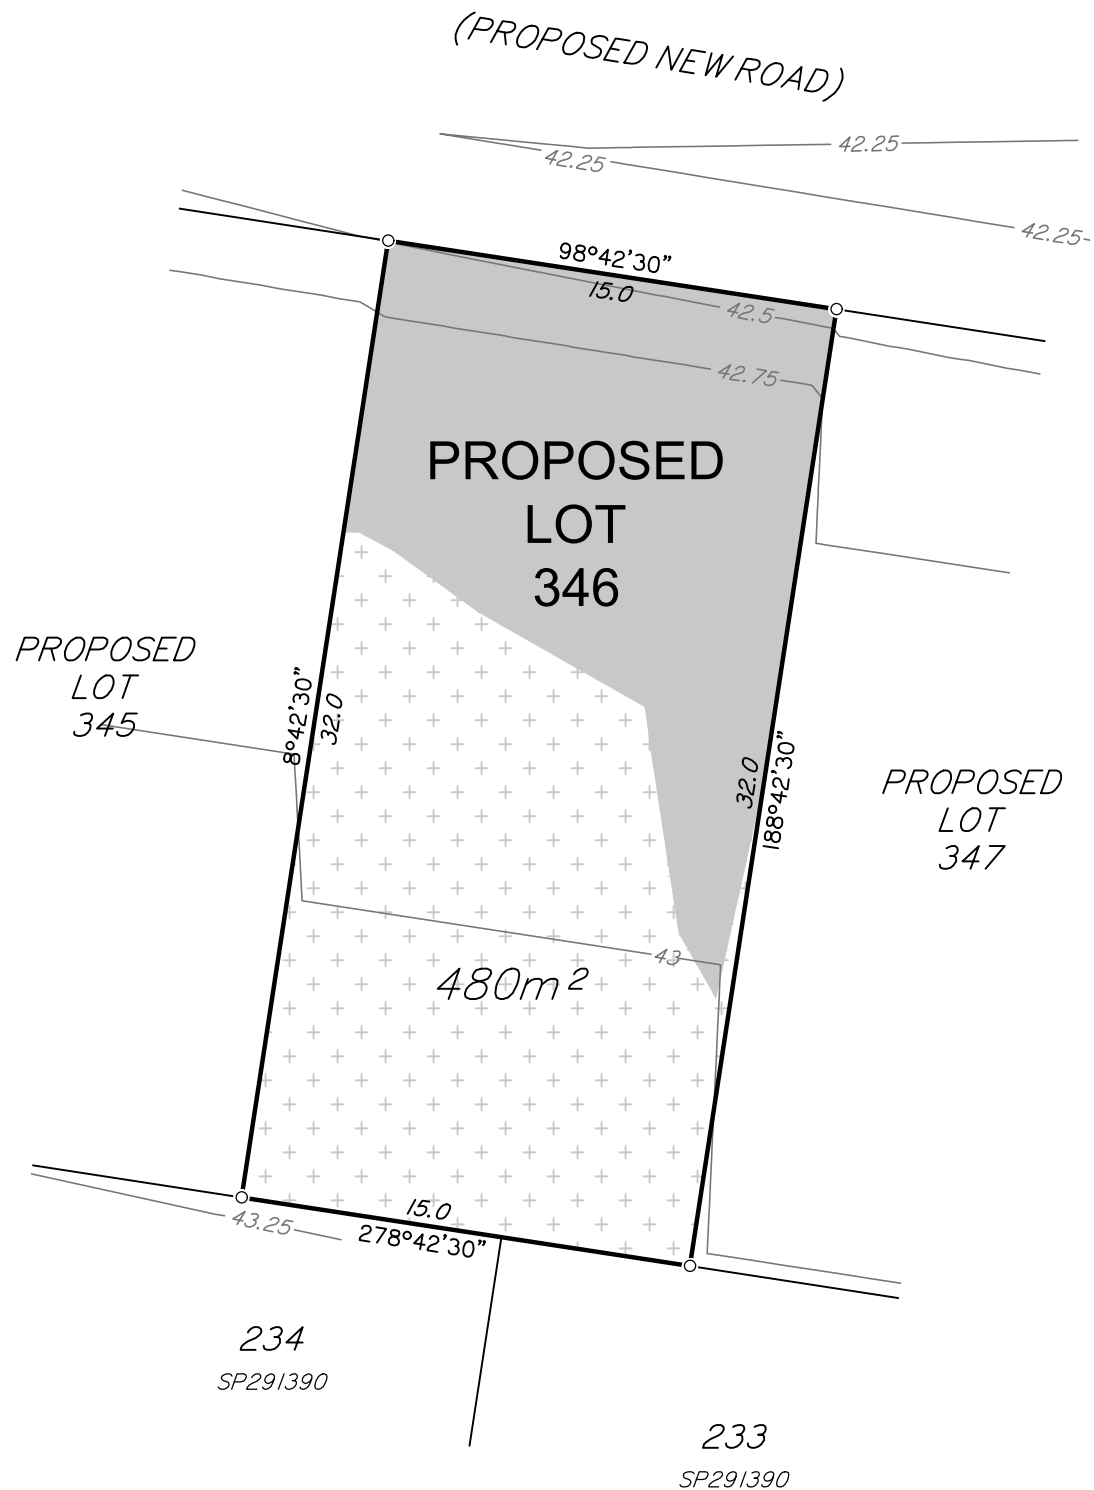 (PROPOSED NEW ROAD)
42.25
42.25
42.25
98°42'30"
15.0
42.5
42.75
PROPOSED
LOT
346
PROPOSED
LOT
345
8°42'30"
32.0
32.0
188°42'30"
PROPOSED
LOT
347
43
480m²
15.0
43.25
278°42'30"
234
SP291390
233
SP291390